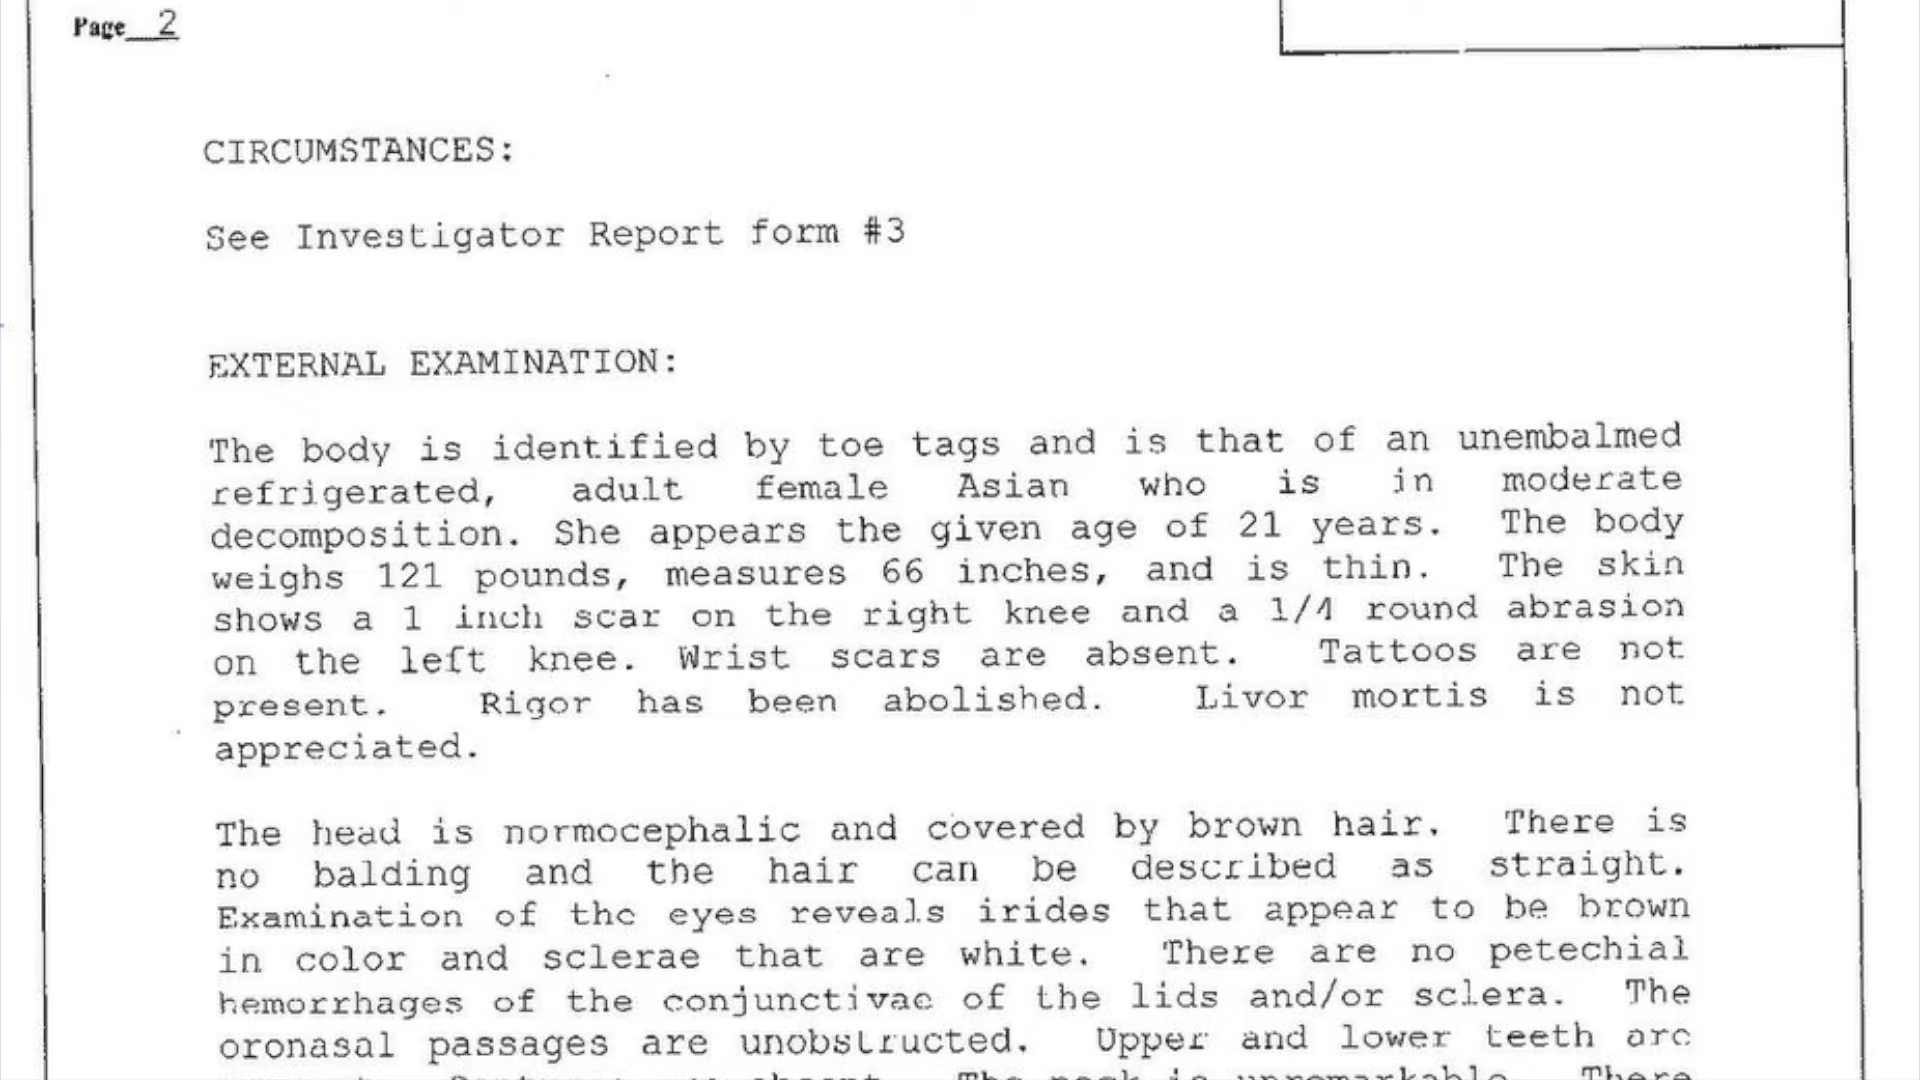 Page 2
CIRCUMSTANCES:
See Investigator Report form #3
EXTERNAL EXAMINATION:
The body is identified by toe tags and is that of an unembalmed
refrigerated, adult female Asian who is in moderate
decomposition. She appears the given age of 21 years. The body
weighs 121 pounds, measures 66 inches, and is thin. The skin
shows a 1 inch scar on the right knee and a 1/4 round abrasion
on the left knee. Wrist scars are absent. Tattoos are not
present. Rigor has been abolished. Livor mortis is not
appreciated.
The head is normocephalic and covered by brown hair. There is
no balding and the hair can be described as straight.
Examination of the eyes reveals irides that appear to be brown
in color and sclerae that are white. There are no petechial
hemorrhages of the conjunctivae of the lids and/or sclera. The
oronasal passages are unobstructed. Upper and lower teeth are
The neck is unremarkable. There